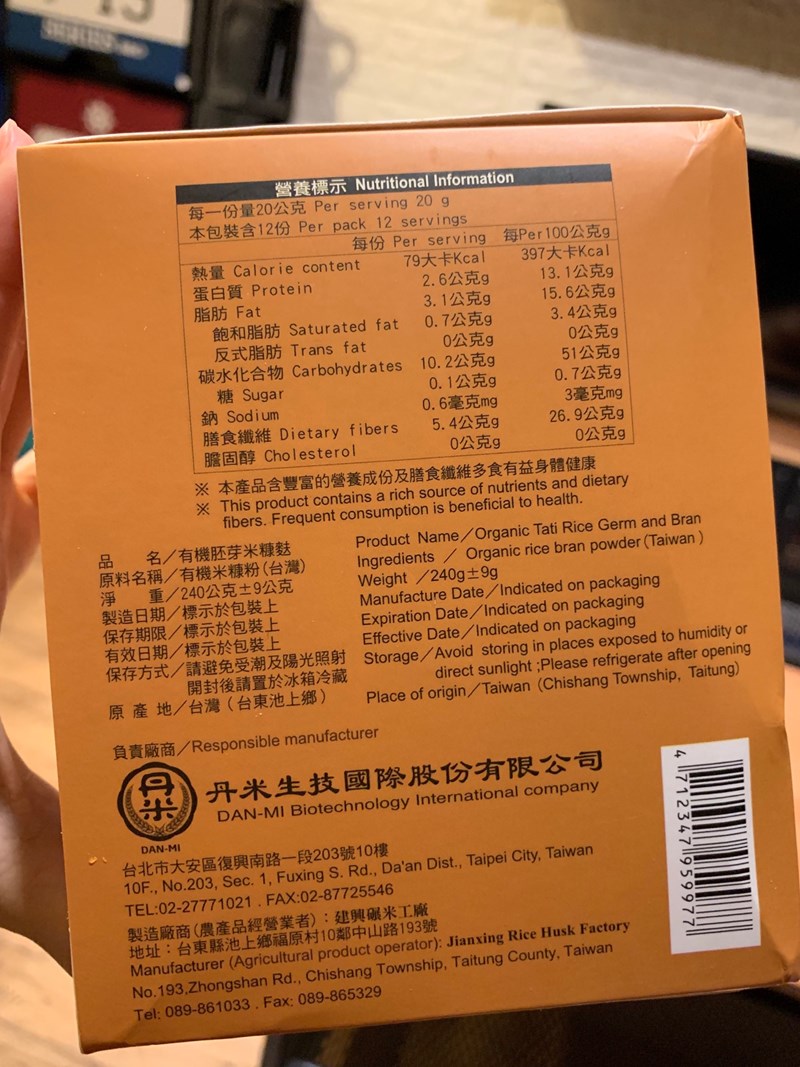 營養標示 Nutritional Information
每一份量20公克 Per serving 20 g
本包裝含12份 Per pack 12 servings
每份 Per serving 每Per100公克g
熱量 Calorie content 79大卡Kcal 397大卡Kcal
蛋白質 Protein 2.6公克g 13.1公克g
脂肪 Fat 3.1公克g 15.6公克g
飽和脂肪 Saturated fat 0.7公克g 3.4公克g
反式脂肪 Trans fat 0公克g 0公克g
碳水化合物 Carbohydrates 10.2公克g 51公克g
糖 Sugar 0.1公克g 0.7公克g
鈉 Sodium 0.6毫克mg 3毫克mg
膳食纖維 Dietary fibers 5.4公克g 26.9公克g
膽固醇 Cholesterol 0公克g 0公克g
※ 本產品含豐富的營養成份及膳食纖維多食有益身體健康
※ This product contains a rich source of nutrients and dietary
fibers. Frequent consumption is beneficial to health.
品 名／有機胚芽米糠麩
原料名稱／有機米糠粉(台灣)
淨 重／240公克±9公克
製造日期／標示於包裝上
保存期限／標示於包裝上
有效日期／標示於包裝上
保存方式／請避免受潮及陽光照射
開封後請置於冰箱冷藏
原 產 地／台灣(台東池上鄉)
Product Name／Organic Tati Rice Germ and Bran
Ingredients ／ Organic rice bran powder (Taiwan)
Weight ／240g±9g
Manufacture Date／Indicated on packaging
Expiration Date／Indicated on packaging
Effective Date／Indicated on packaging
Storage／Avoid storing in places exposed to humidity or
direct sunlight ;Please refrigerate after opening
Place of origin／Taiwan (Chishang Township, Taitung)
負責廠商／Responsible manufacturer
丹米
DAN-MI
丹米生技國際股份有限公司
DAN-MI Biotechnology International company
台北市大安區復興南路一段203號10樓
10F., No.203, Sec. 1, Fuxing S. Rd., Da'an Dist., Taipei City, Taiwan
TEL:02-27771021 . FAX:02-87725546
製造廠商(農產品經營業者)：建興碾米工廠
地址：台東縣池上鄉福原村10鄰中山路193號
Manufacturer (Agricultural product operator): Jianxing Rice Husk Factory
No.193,Zhongshan Rd., Chishang Township, Taitung County, Taiwan
Tel: 089-861033 . Fax: 089-865329
4 712347 959977